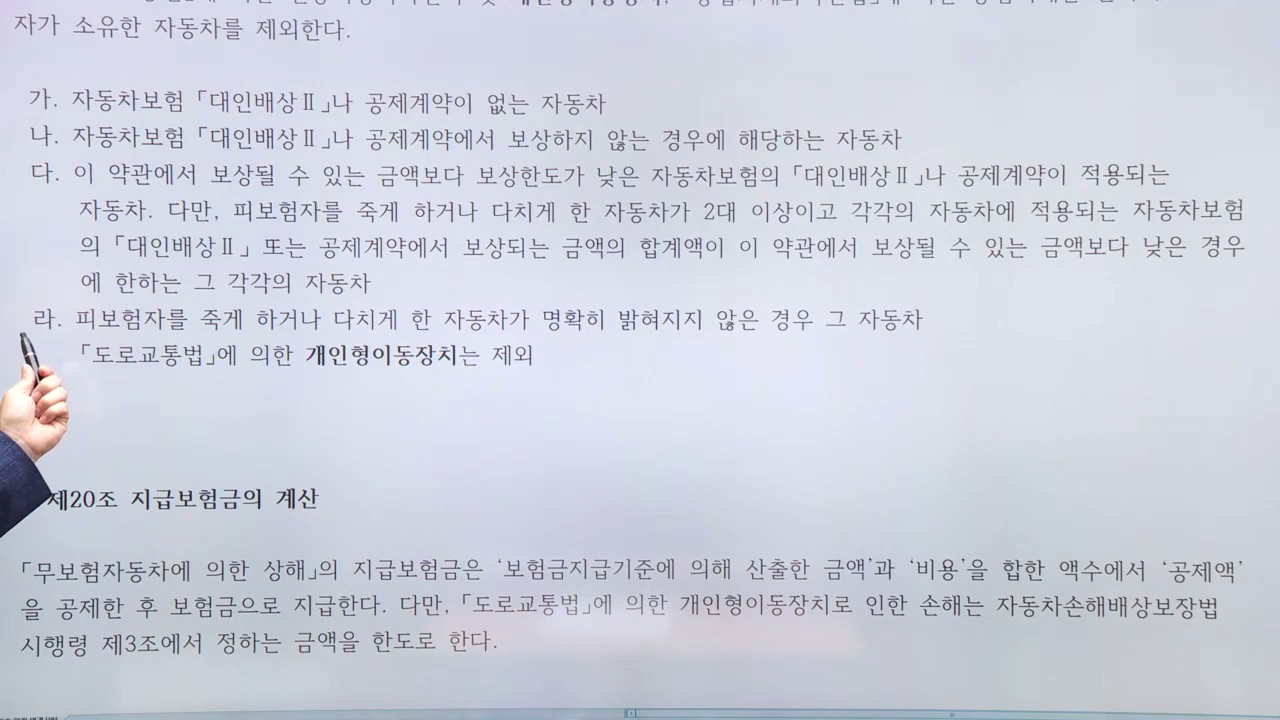 자가 소유한 자동차를 제외한다.
가. 자동차보험 「대인배상Ⅱ」나 공제계약이 없는 자동차
나. 자동차보험 「대인배상Ⅱ」나 공제계약에서 보상하지 않는 경우에 해당하는 자동차
다. 이 약관에서 보상될 수 있는 금액보다 보상한도가 낮은 자동차보험의 「대인배상Ⅱ」나 공제계약이 적용되는
자동차. 다만, 피보험자를 죽게 하거나 다치게 한 자동차가 2대 이상이고 각각의 자동차에 적용되는 자동차보험
의 「대인배상Ⅱ」 또는 공제계약에서 보상되는 금액의 합계액이 이 약관에서 보상될 수 있는 금액보다 낮은 경우
에 한하는 그 각각의 자동차
라. 피보험자를 죽게 하거나 다치게 한 자동차가 명확히 밝혀지지 않은 경우 그 자동차
「도로교통법」에 의한 개인형이동장치는 제외
제20조 지급보험금의 계산
「무보험자동차에 의한 상해」의 지급보험금은 ‘보험금지급기준에 의해 산출한 금액’과 ‘비용’을 합한 액수에서 ‘공제액’
을 공제한 후 보험금으로 지급한다. 다만, 「도로교통법」에 의한 개인형이동장치로 인한 손해는 자동차손해배상보장법
시행령 제3조에서 정하는 금액을 한도로 한다.